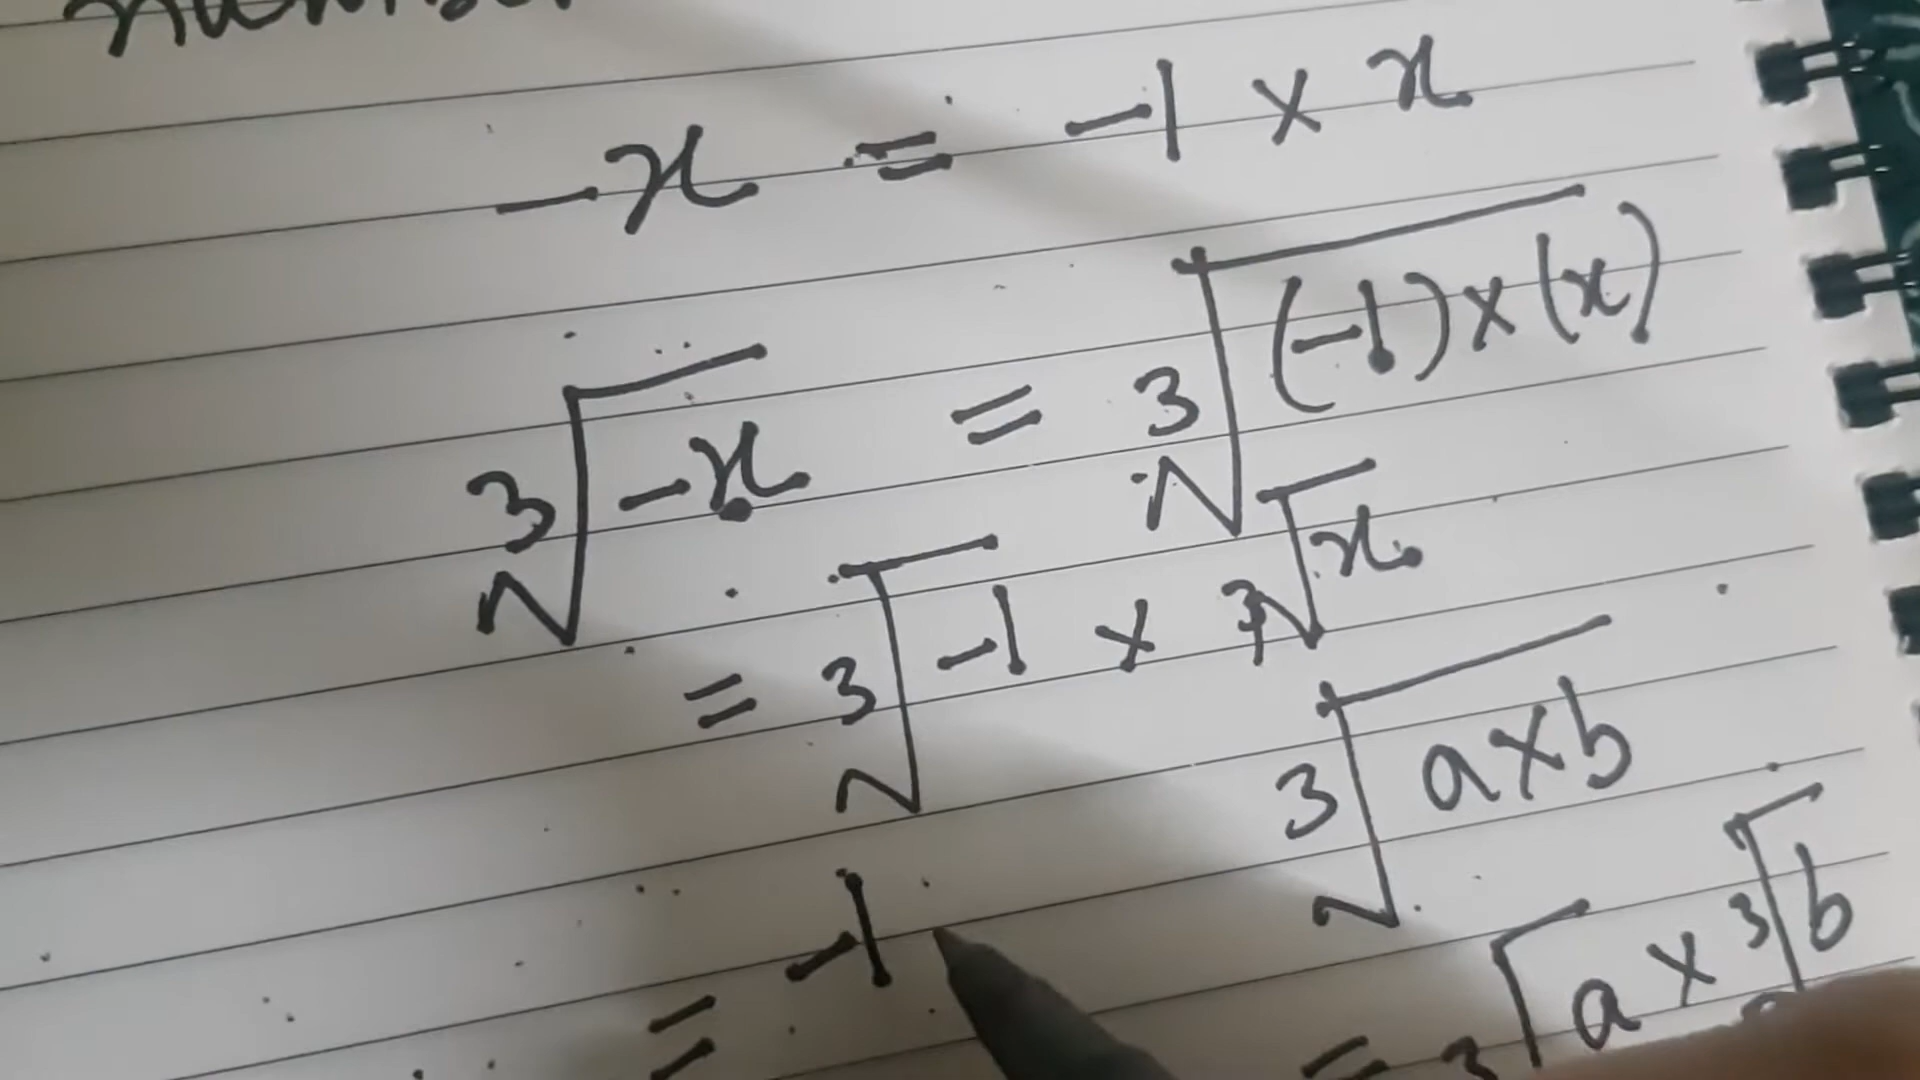 -x = -1 × x
∛-x = ∛(-1)×(x)
= ∛-1 × ∛x
∛a×b
= -1
= ∛a × ∛b